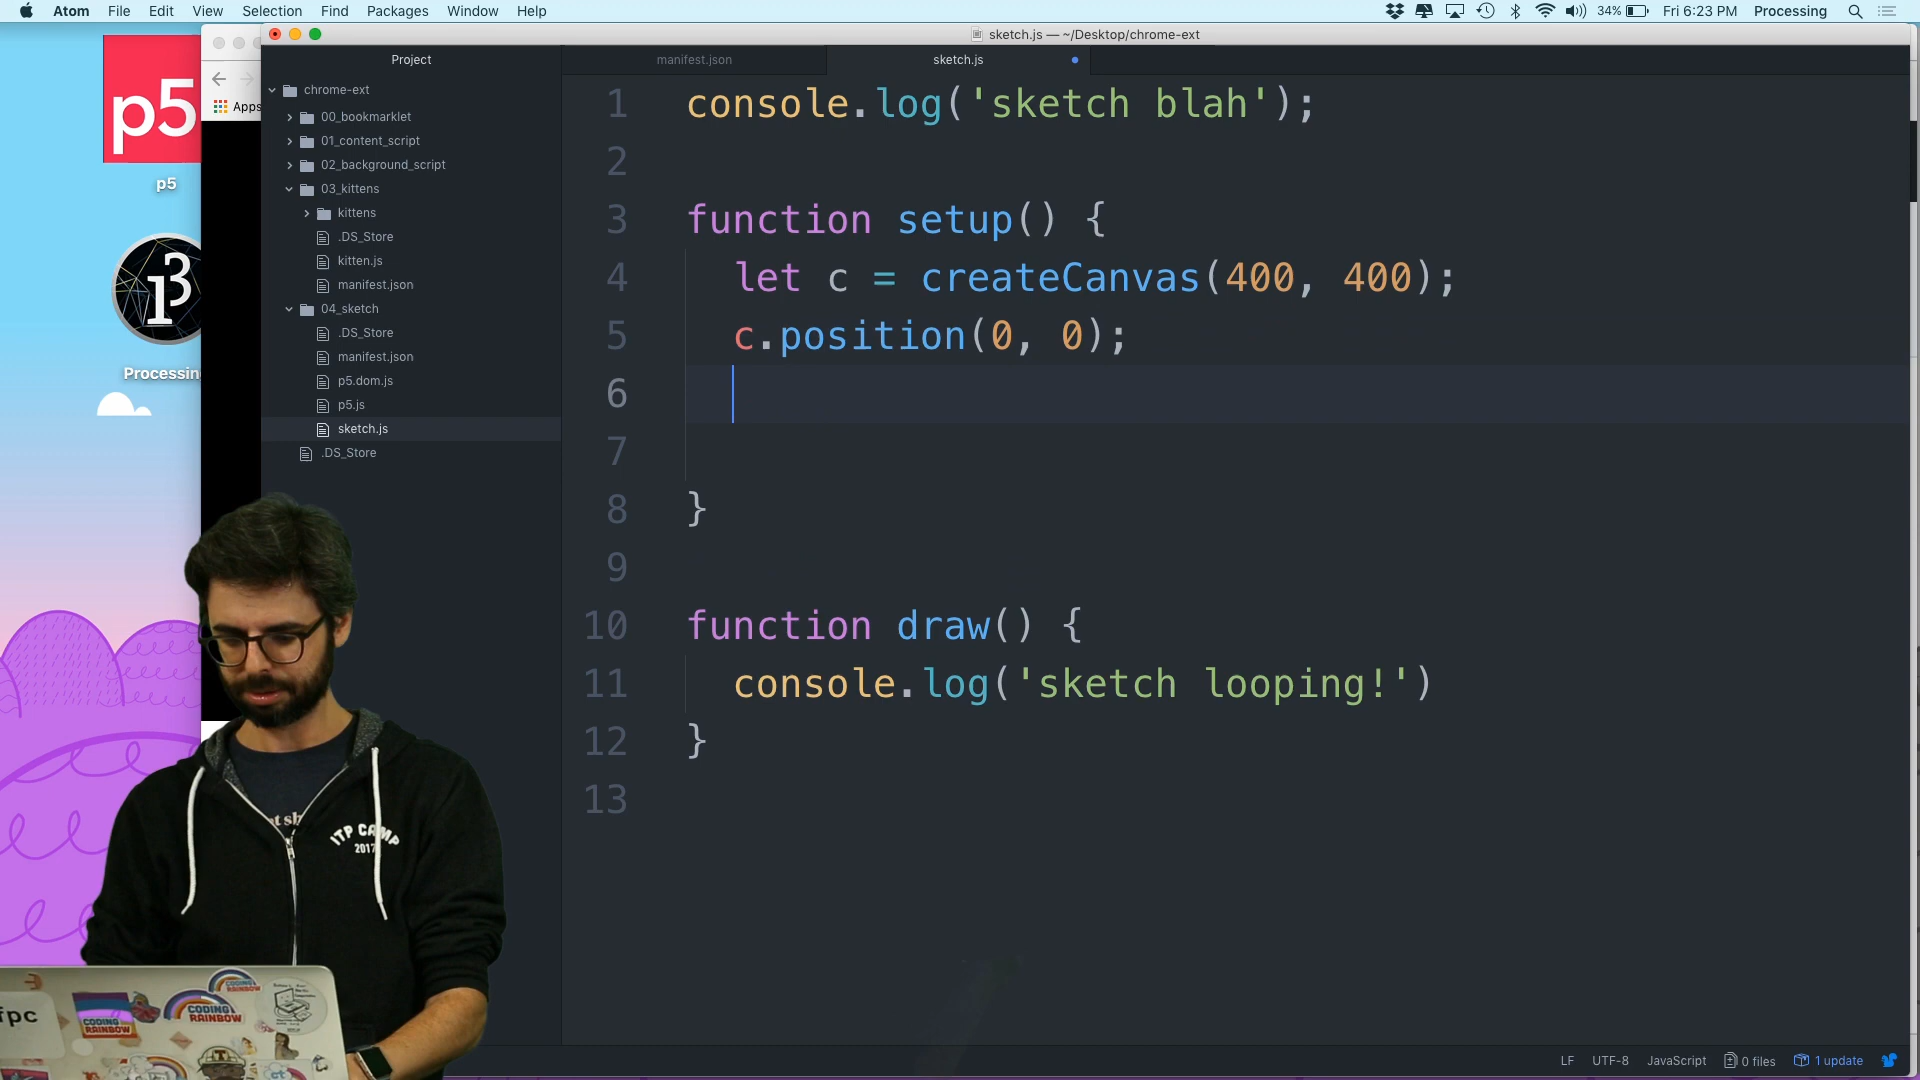 Atom File Edit View Selection Find Packages Window Help
34% Fri 6:23 PM Processing
sketch.js — ~/Desktop/chrome-ext
Apps
p5
p5
Processin
Project
chrome-ext
00_bookmarklet
01_content_script
02_background_script
03_kittens
kittens
.DS_Store
kitten.js
manifest.json
04_sketch
.DS_Store
manifest.json
p5.dom.js
p5.js
sketch.js
.DS_Store
manifest.json sketch.js
1 console.log('sketch blah');
2
3 function setup() {
4 let c = createCanvas(400, 400);
5 c.position(0, 0);
6
7
8 }
9
10 function draw() {
11 console.log('sketch looping!')
12 }
13
ITP CAMP
2017
fpc
CODING
RAINBOW
CODING
RAINBOW
CODING
RAINBOW
LF UTF-8 JavaScript 0 files 1 update